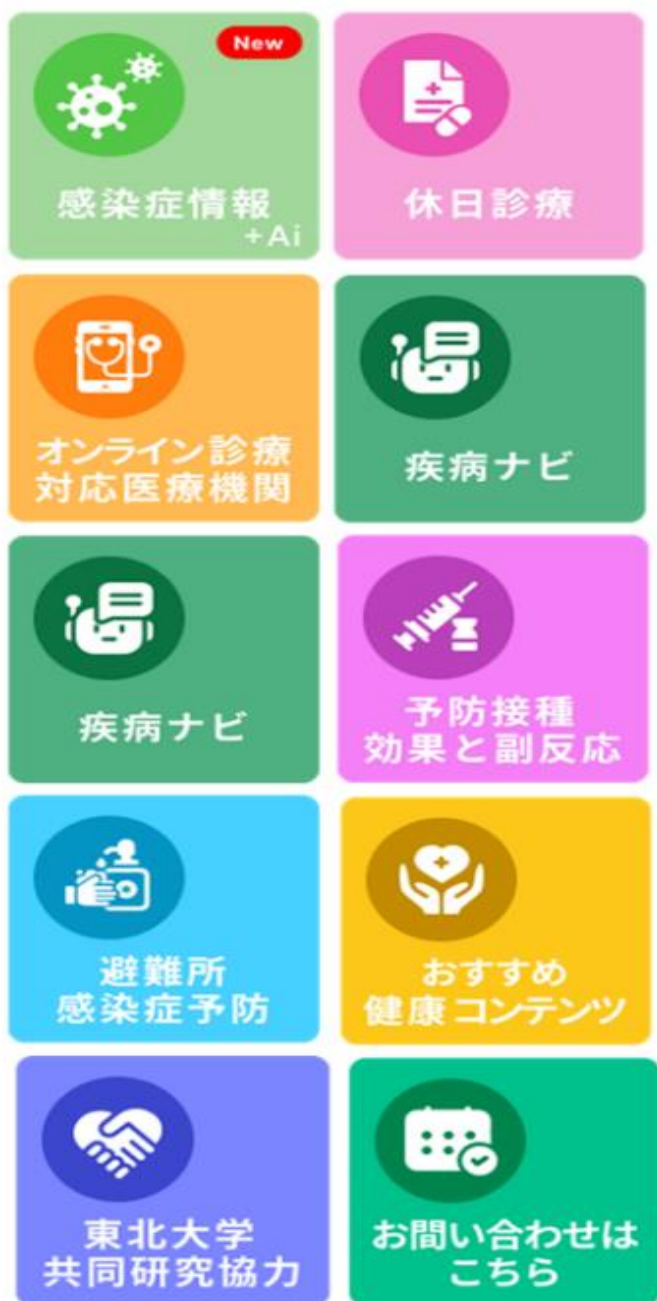 New
感染症情報
+Ai
休日診療
オンライン診療
対応医療機関
疾病ナビ
疾病ナビ
予防接種
効果と副反応
避難所
感染症予防
おすすめ
健康コンテンツ
東北大学
共同研究協力
お問い合わせは
こちら